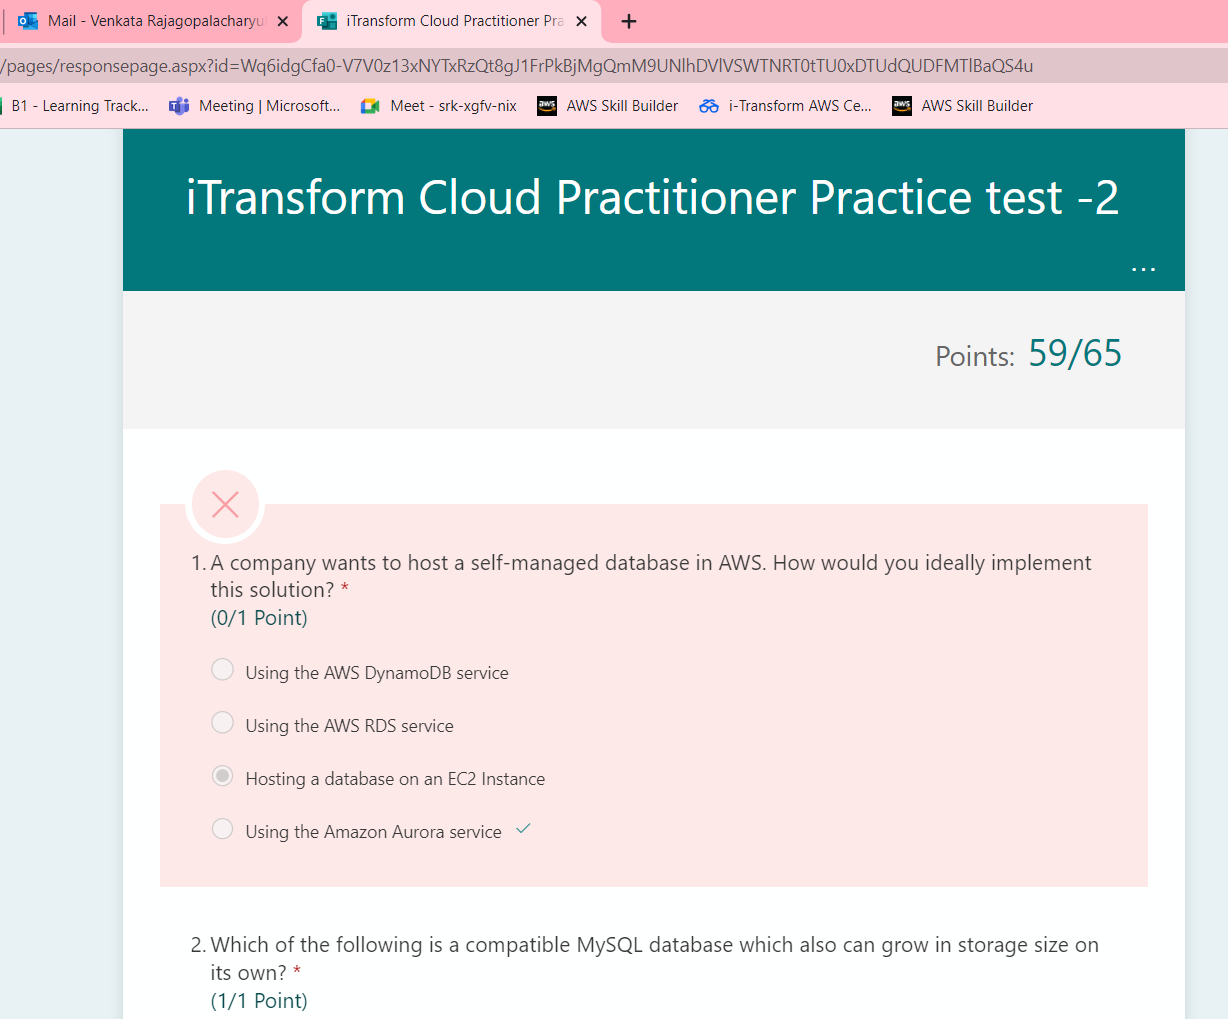 Mail - Venkata Rajagopalacharyu
iTransform Cloud Practitioner Pra
/pages/responsepage.aspx?id=Wq6idgCfa0-V7V0z13xNYTxRzQt8gJ1FrPkBjMgQmM9UNlhDVlVSWTNRT0tTU0xDTUdQUDFMTlBaQS4u
B1 - Learning Track... Meeting | Microsoft... Meet - srk-xgfv-nix aws AWS Skill Builder i-Transform AWS Ce... aws AWS Skill Builder
iTransform Cloud Practitioner Practice test -2
...
Points: 59/65
1. A company wants to host a self-managed database in AWS. How would you ideally implement
this solution? *
(0/1 Point)
Using the AWS DynamoDB service
Using the AWS RDS service
Hosting a database on an EC2 Instance
Using the Amazon Aurora service
2. Which of the following is a compatible MySQL database which also can grow in storage size on
its own? *
(1/1 Point)